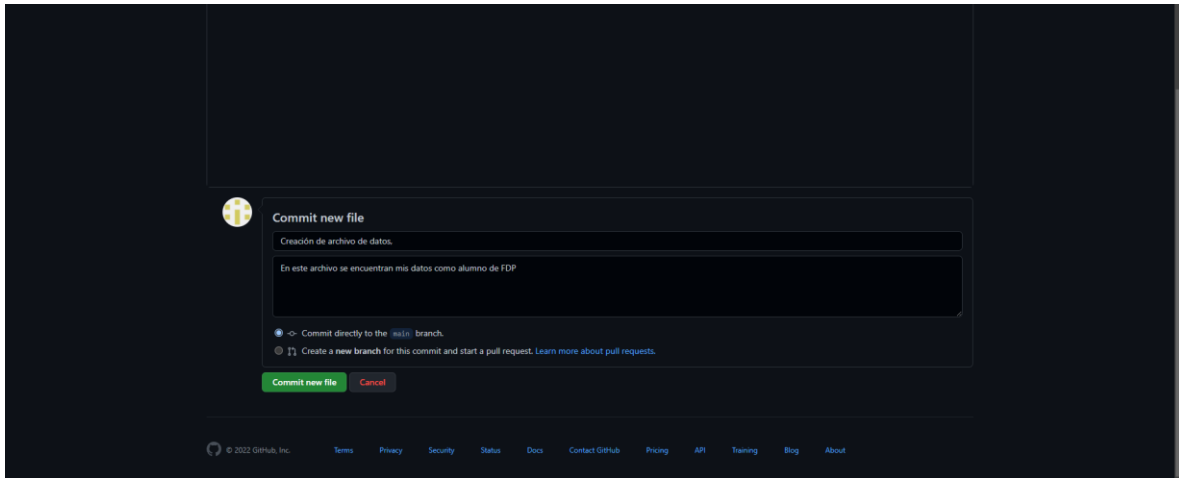 Commit new file
Creación de archivo de datos.
En este archivo se encuentran mis datos como alumno de FDP
Commit directly to the main branch.
Create a new branch for this commit and start a pull request. Learn more about pull requests.
Commit new file Cancel
© 2022 GitHub, Inc. Terms Privacy Security Status Docs Contact GitHub Pricing API Training Blog About